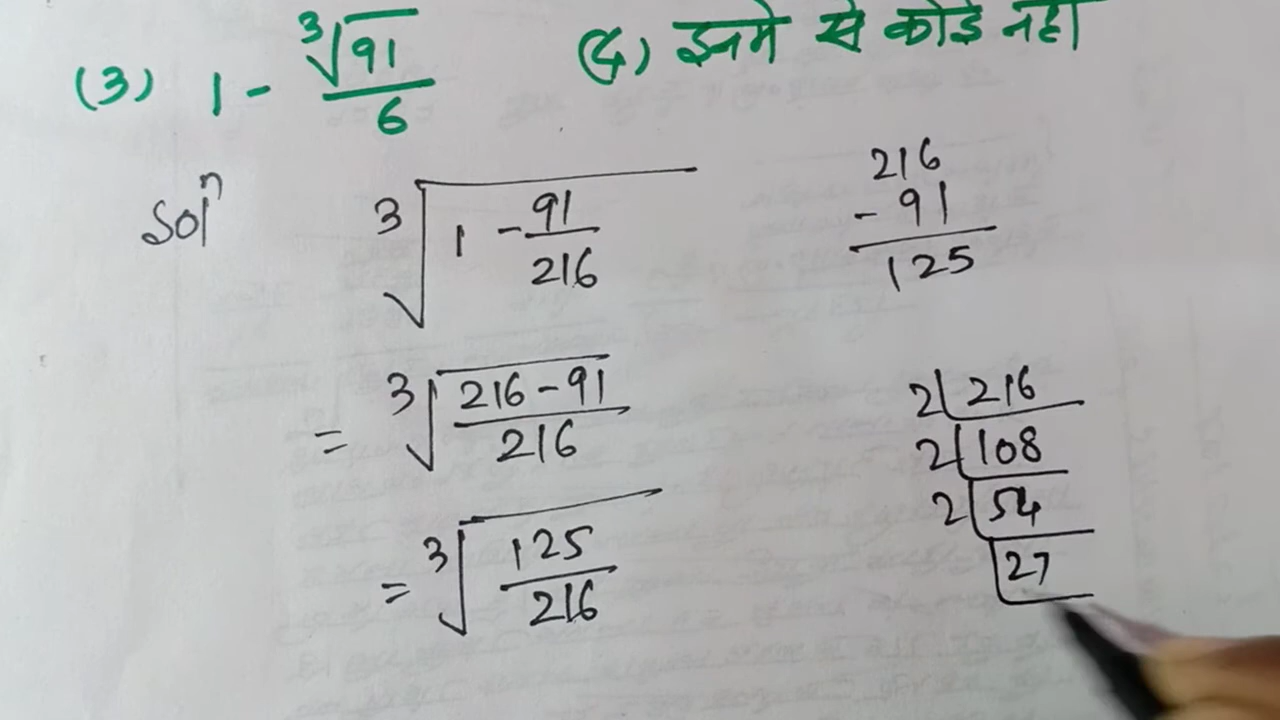 (3) 1 - ∛91/6 (4) इनमे से कोई नही
Solⁿ ∛(1 - 91/216)
216
- 91
125
= ∛((216-91)/216)
= ∛(125/216)
2 | 216
2 | 108
2 | 54
27